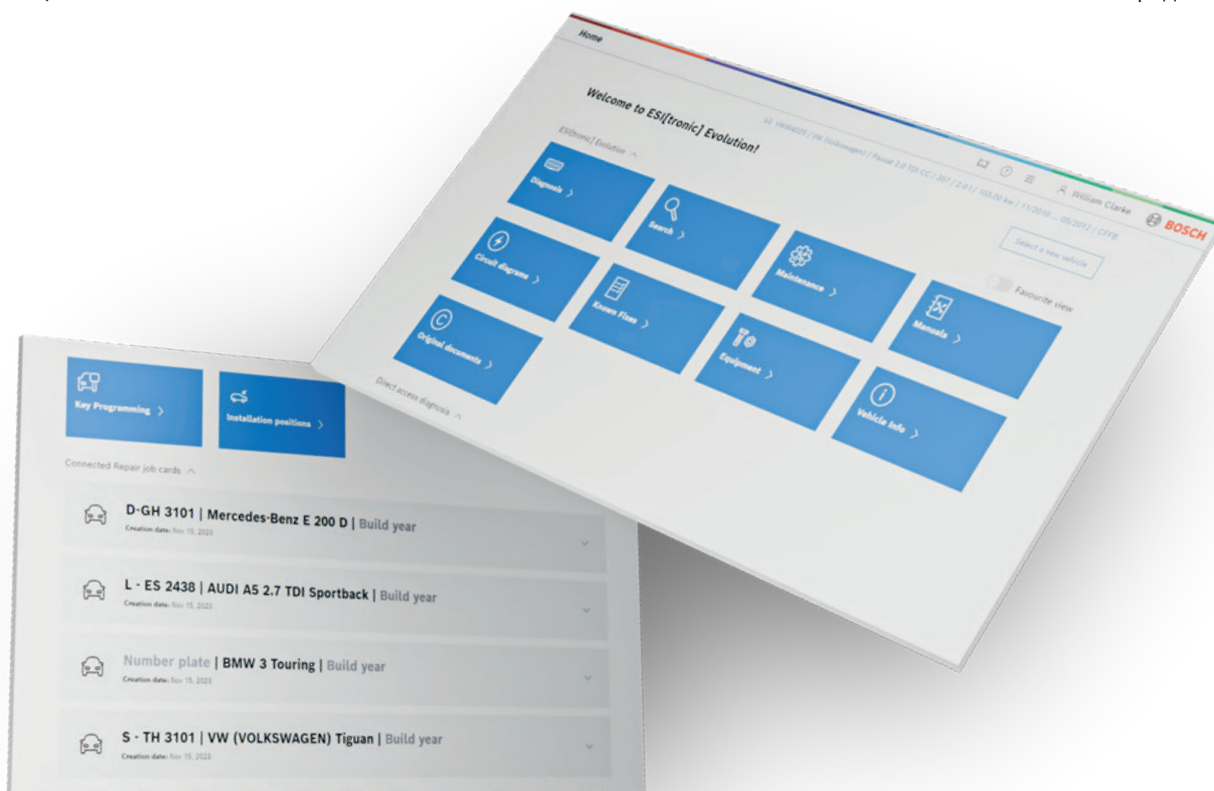 Home
BOSCH
William Clarke
Welcome to ESI[tronic] Evolution!
Select a new vehicle
Favourite view
ESI[tronic] Evolution
Diagnosis
Search
Maintenance
Manuals
Circuit diagrams
Known Fixes
Equipment
Vehicle Info
Original documents
Direct access diagnosis
Key Programming
Installation positions
Connected Repair job cards
D-GH 3101 | Mercedes-Benz E 200 D | Build year
Creation date: Nov 15, 2023
L - ES 2438 | AUDI A5 2.7 TDI Sportback | Build year
Creation date: Nov 15, 2023
Number plate | BMW 3 Touring | Build year
Creation date: Nov 15, 2023
S - TH 3101 | VW (VOLKSWAGEN) Tiguan | Build year
Creation date: Nov 15, 2023